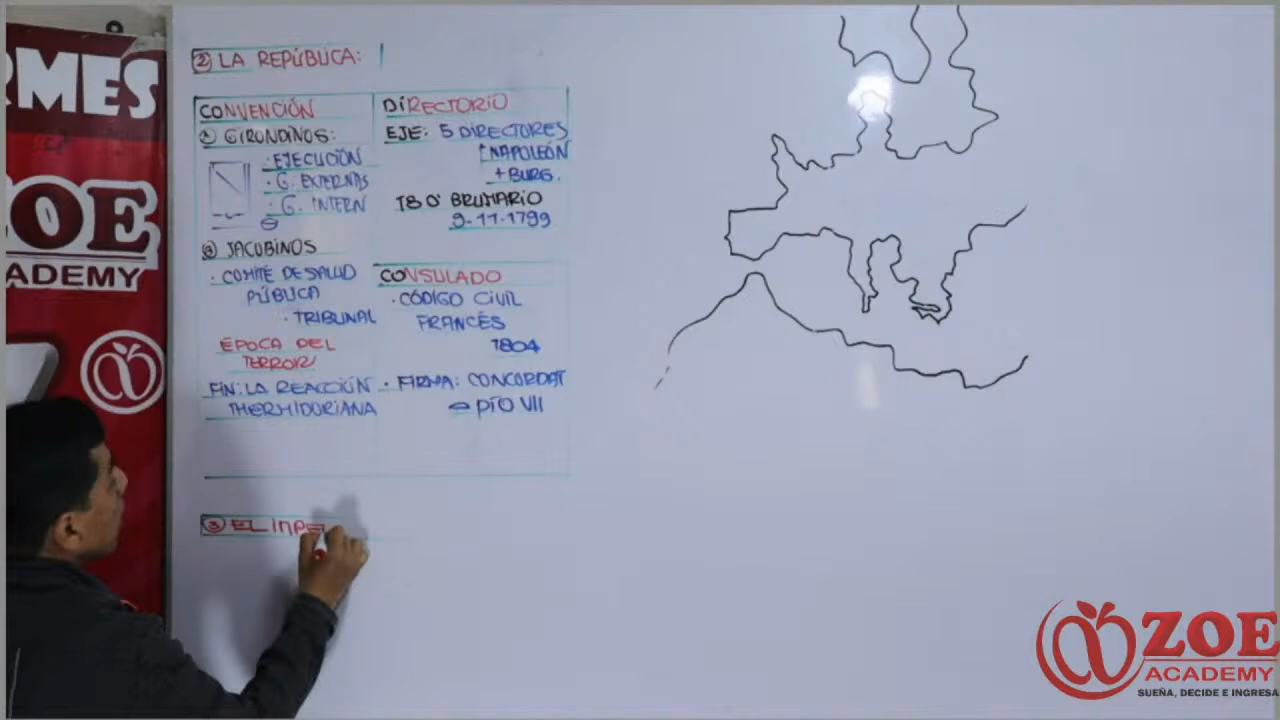 RMES
ZOE
ACADEMY
② LA REPÚBLICA:
CONVENCIÓN
① GIRONDINOS:
· EJECUCIÓN
· G. EXTERNAS
· G. INTERN
② JACOBINOS
· COMITÉ DE SALUD
PÚBLICA
· TRIBUNAL
ÉPOCA DEL
TERROR
FIN: LA REACCIÓN
THERMIDORIANA
DIRECTORIO
EJE: 5 DIRECTORES
NAPOLEÓN
+ BURG.
18 0° BRUMARIO
9-11-1799
CONSULADO
· CÓDIGO CIVIL
FRANCÉS
1804
· FIRMA: CONCORDAT
PÍO VII
③ EL INPE
ZOE
ACADEMY
SUEÑA, DECIDE E INGRESA